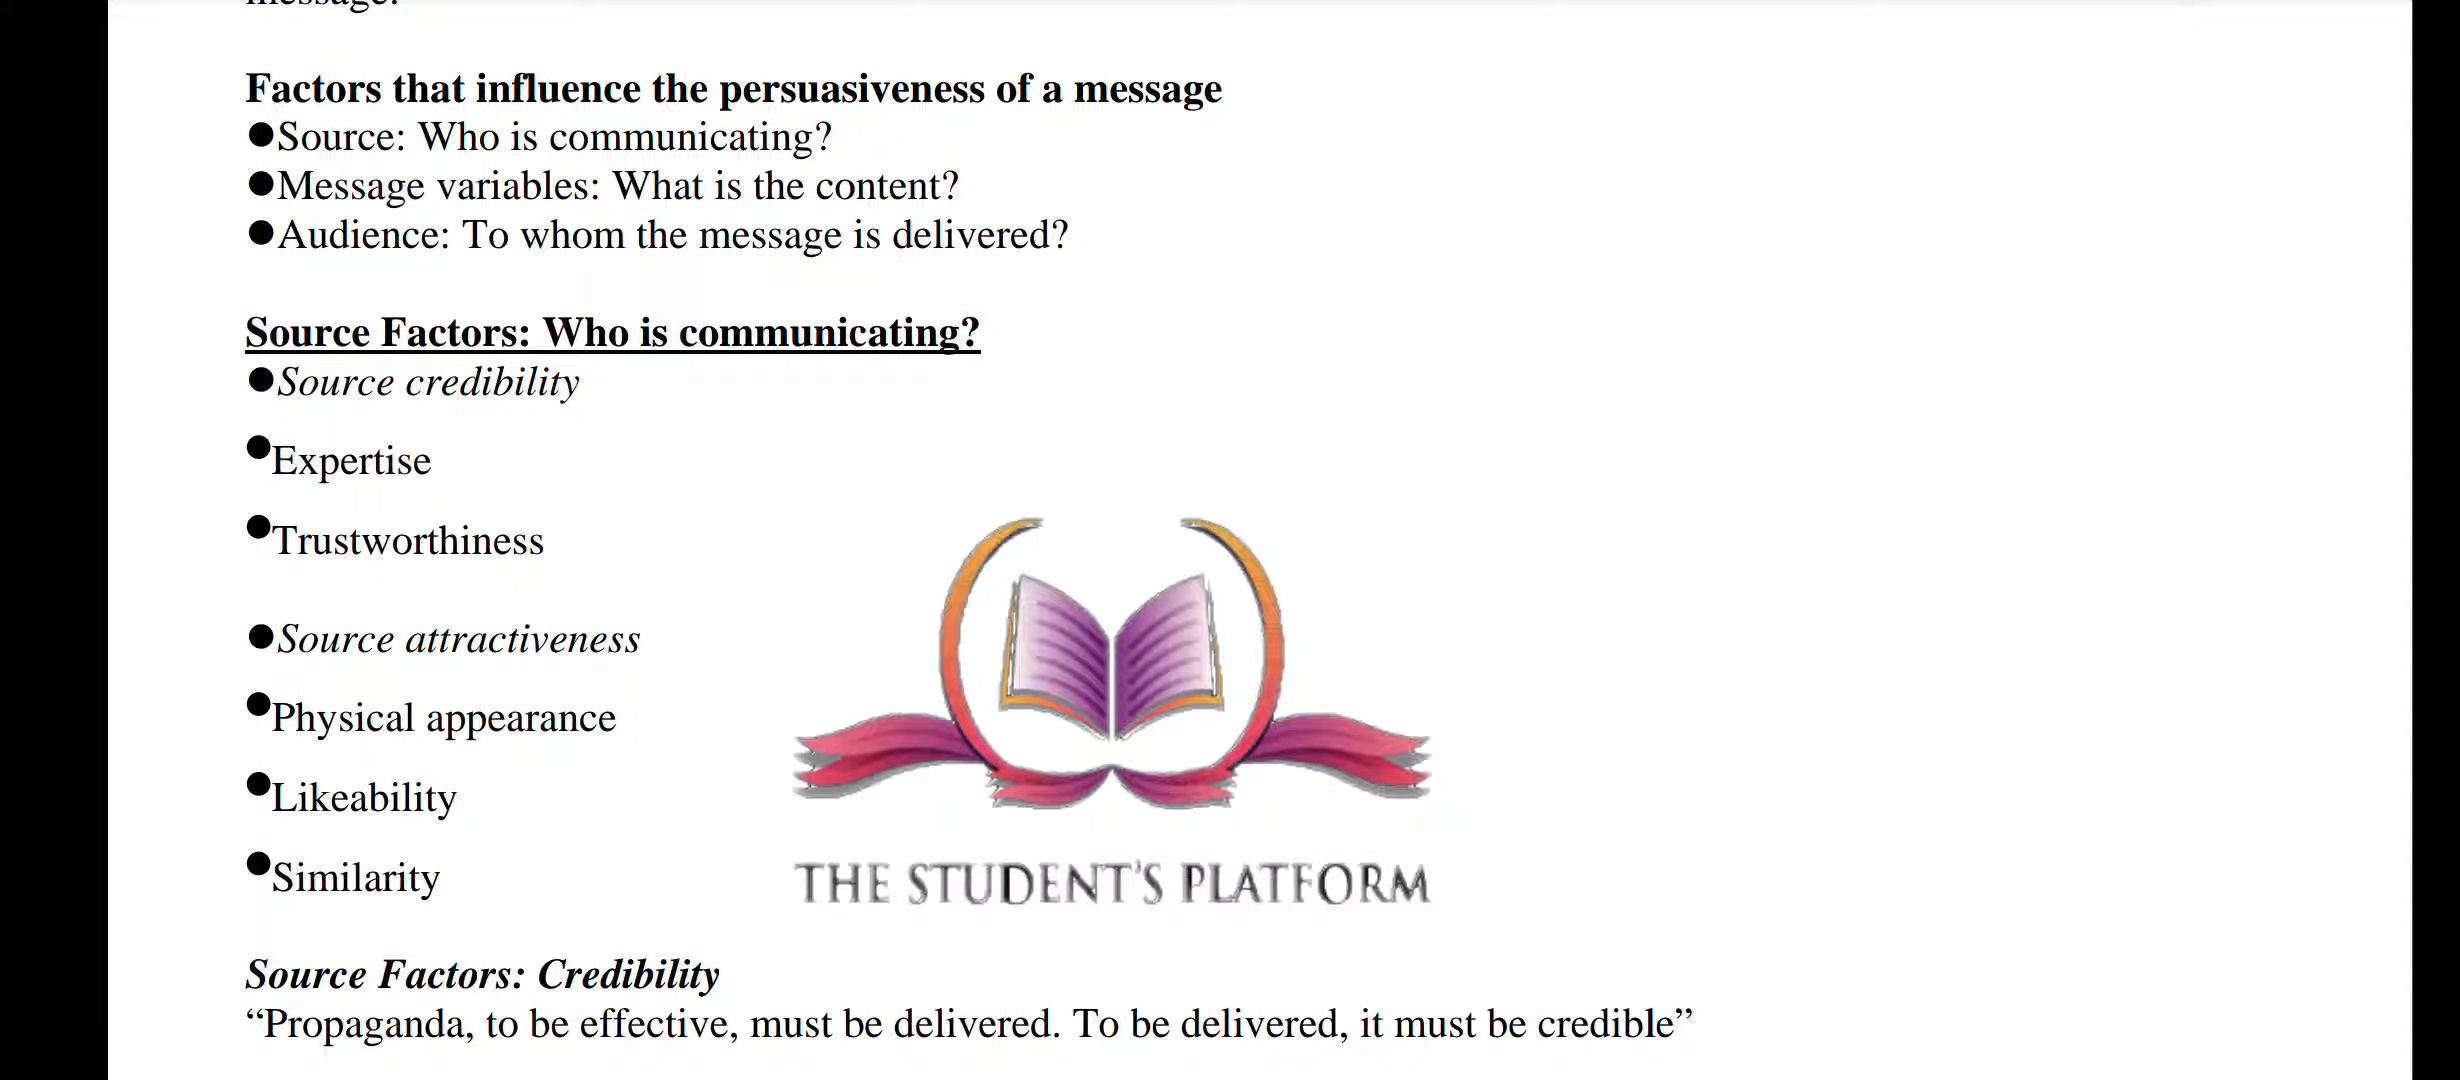 Factors that influence the persuasiveness of a message
●Source: Who is communicating?
●Message variables: What is the content?
●Audience: To whom the message is delivered?
Source Factors: Who is communicating?
●Source credibility
●Expertise
●Trustworthiness
●Source attractiveness
●Physical appearance
●Likeability
●Similarity
THE STUDENT'S PLATFORM
Source Factors: Credibility
“Propaganda, to be effective, must be delivered. To be delivered, it must be credible”